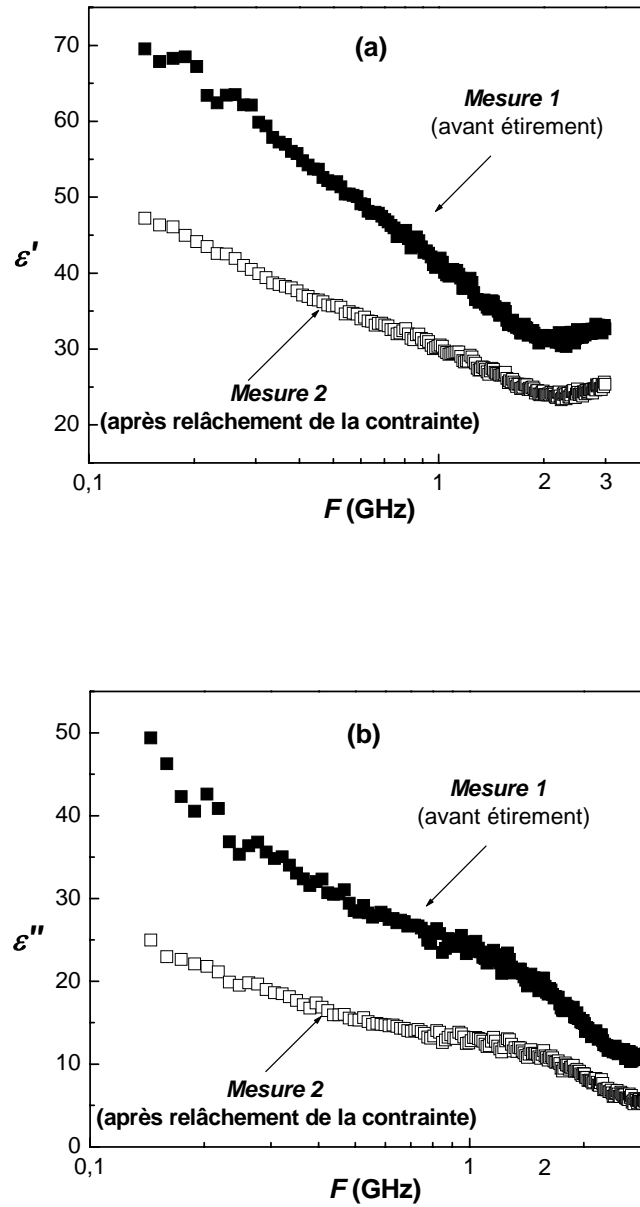 (a)
70
Mesure 1
(avant étirement)
60
50
40
ε'
30
Mesure 2
(après relâchement de la contrainte)
20
0,1
1
2
3
F (GHz)
(b)
50
Mesure 1
(avant étirement)
40
30
ε"
20
10
Mesure 2
(après relâchement de la contrainte)
0
0,1
1
2
F (GHz)